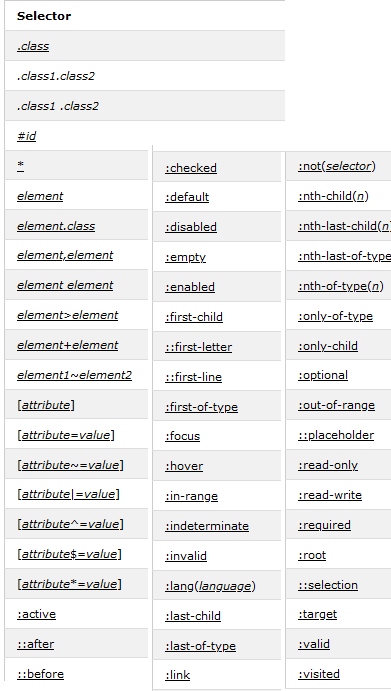 Selector
.class
.class1.class2
.class1 .class2
#id
*
element
element.class
element,element
element element
element>element
element+element
element1~element2
[attribute]
[attribute=value]
[attribute~=value]
[attribute|=value]
[attribute^=value]
[attribute$=value]
[attribute*=value]
:active
::after
::before
:checked
:default
:disabled
:empty
:enabled
:first-child
::first-letter
::first-line
:first-of-type
:focus
:hover
:in-range
:indeterminate
:invalid
:lang(language)
:last-child
:last-of-type
:link
:not(selector)
:nth-child(n)
:nth-last-child(n)
:nth-last-of-type
:nth-of-type(n)
:only-of-type
:only-child
:optional
:out-of-range
::placeholder
:read-only
:read-write
:required
:root
::selection
:target
:valid
:visited